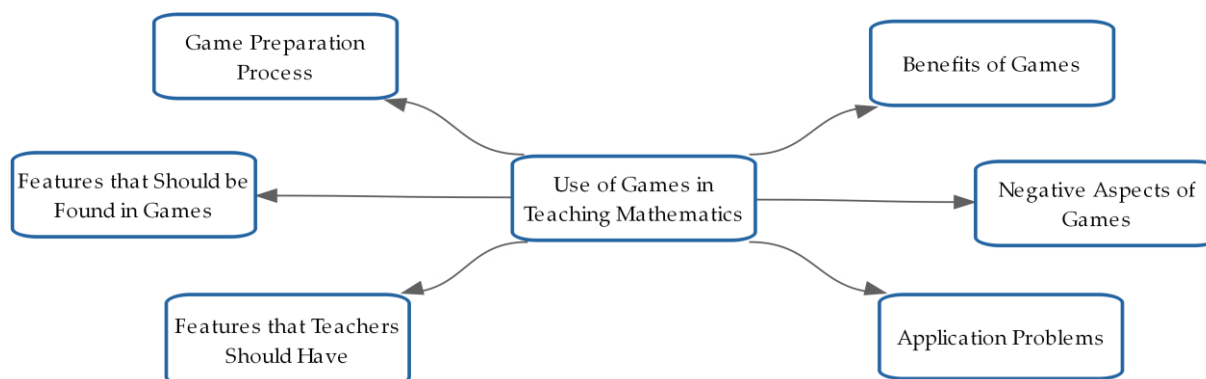 Game Preparation
Process
Benefits of Games
Features that Should be
Found in Games
Use of Games in
Teaching Mathematics
Negative Aspects of
Games
Features that Teachers
Should Have
Application Problems